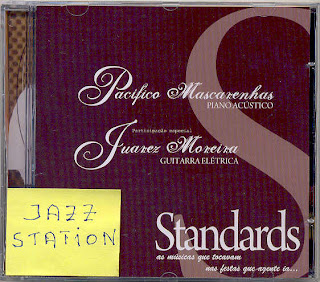 Pacífico Mascarenhas
PIANO ACÚSTICO
Participação especial
Juarez Moreira
GUITARRA ELÉTRICA
S
JAZZ
STATION
Standards
as músicas que tocavam
nas festas que agente ia...